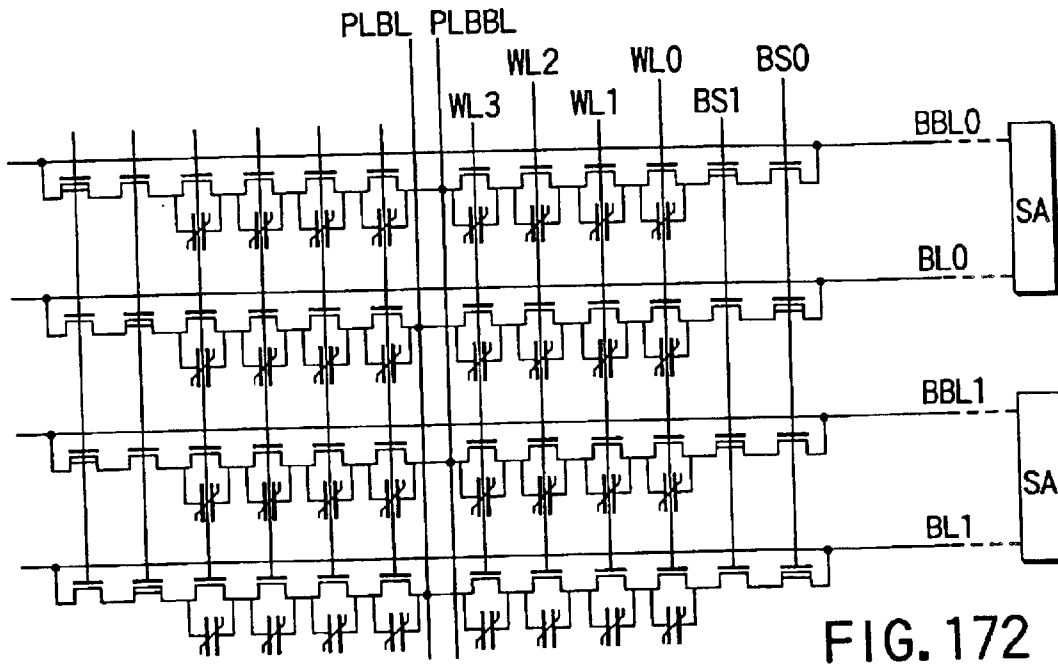 PLBL PLBBL
WL2 WL0 BS0
WL3 WL1 BS1
BBL0
SA
BL0
BBL1
SA
BL1
FIG. 172